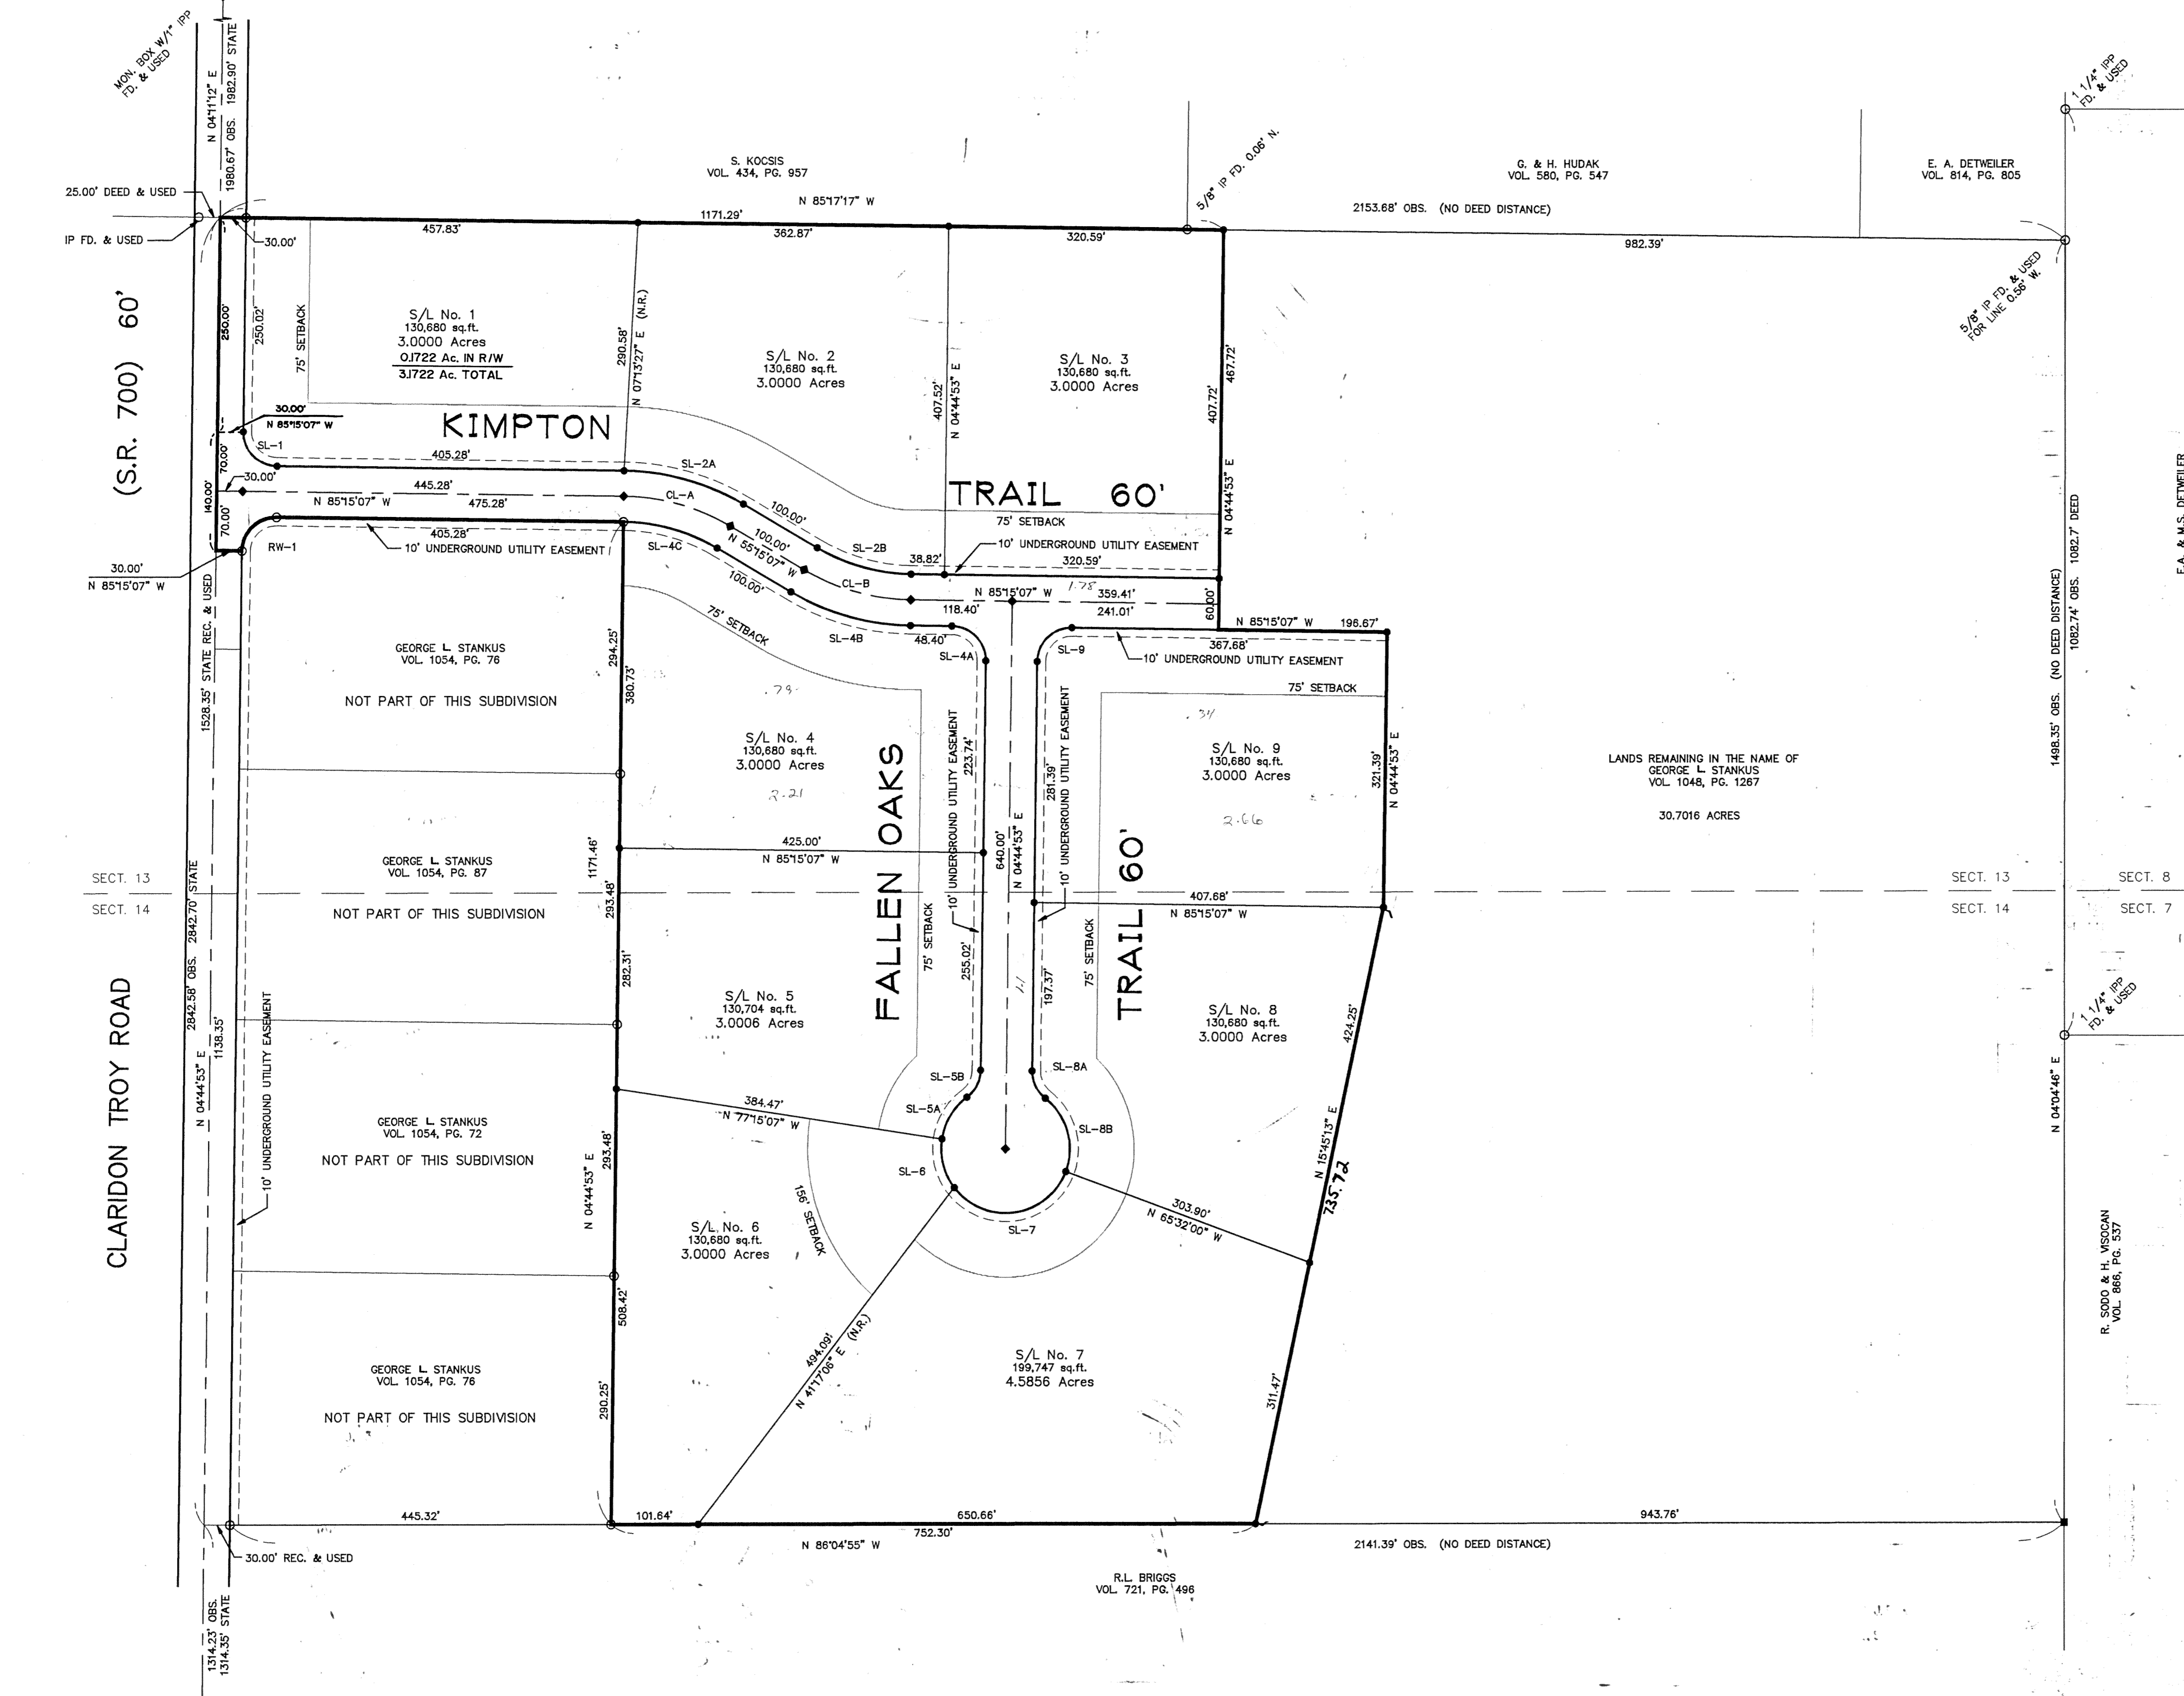 MON. BOX W/1" IPP
FD. & USED
N 04°11'12" E
1980.67' OBS. 1982.90' STATE
25.00' DEED & USED
IP FD. & USED
30.00'
S. KOCSIS
VOL. 434, PG. 957
N 85°17'17" W
1171.29'
457.83'
362.87'
320.59'
5/8" IP FD. 0.06' N.
G. & H. HUDAK
VOL. 580, PG. 547
2153.68' OBS. (NO DEED DISTANCE)
982.39'
E. A. DETWEILER
VOL. 814, PG. 805
1 1/4" IPP
FD. & USED
5/8" IP FD. & USED
FOR LINE 0.56' W.
(S.R. 700) 60'
250.00'
250.02'
75' SETBACK
S/L No. 1
130,680 sq.ft.
3.0000 Acres
0.1722 Ac. IN R/W
3.1722 Ac. TOTAL
290.58'
N 07°13'27" E (N.R.)
S/L No. 2
130,680 sq.ft.
3.0000 Acres
407.52'
N 04°44'53" E
S/L No. 3
130,680 sq.ft.
3.0000 Acres
467.72'
407.72'
N 04°44'53" E
30.00'
N 85°15'07" W
KIMPTON
TRAIL 60'
SL-1
70.00'
30.00'
140.00'
70.00'
405.28'
445.28'
N 85°15'07" W
475.28'
405.28'
RW-1
10' UNDERGROUND UTILITY EASEMENT
30.00'
N 85°15'07" W
SL-2A
CL-A
100.00'
100.00'
N 55°15'07" W
SL-4C
100.00'
SL-2B
CL-B
SL-4B
75' SETBACK
38.82'
75' SETBACK
10' UNDERGROUND UTILITY EASEMENT
320.59'
1.78
N 85°15'07" W
359.41'
118.40'
241.01'
60.00'
48.40'
SL-4A
SL-9
N 85°15'07" W
196.67'
367.68'
10' UNDERGROUND UTILITY EASEMENT
75' SETBACK
1528.35' STATE REC. & USED
GEORGE L. STANKUS
VOL. 1054, PG. 76
NOT PART OF THIS SUBDIVISION
294.25'
380.73'
.79
S/L No. 4
130,680 sq.ft.
3.0000 Acres
2.21
425.00'
N 85°15'07" W
FALLEN OAKS
10' UNDERGROUND UTILITY EASEMENT
223.74'
640.00'
N 04°44'53" E
281.39'
10' UNDERGROUND UTILITY EASEMENT
.34
S/L No. 9
130,680 sq.ft.
3.0000 Acres
2.66
321.39'
N 04°44'53" E
LANDS REMAINING IN THE NAME OF
GEORGE L. STANKUS
VOL. 1048, PG. 1267
30.7016 ACRES
1498.35' OBS. (NO DEED DISTANCE)
1082.74' OBS. 1082.7' DEED
E.A. & M.S. DETWEILER
SECT. 13
SECT. 14
SECT. 13
SECT. 14
SECT. 8
SECT. 7
GEORGE L. STANKUS
VOL. 1054, PG. 87
NOT PART OF THIS SUBDIVISION
1171.46'
293.48'
282.31'
407.68'
N 85°15'07" W
TRAIL 60'
75' SETBACK
255.02'
1.1
197.37'
75' SETBACK
CLARIDON TROY ROAD
2842.58' OBS. 2842.70' STATE
N 04°44'53" E
1138.35'
10' UNDERGROUND UTILITY EASEMENT
S/L No. 5
130,704 sq.ft.
3.0006 Acres
S/L No. 8
130,680 sq.ft.
3.0000 Acres
424.25'
1 1/4" IPP
FD. & USED
N 04°04'46" E
SL-5B
SL-8A
SL-5A
SL-8B
384.47'
N 77°15'07" W
GEORGE L. STANKUS
VOL. 1054, PG. 72
NOT PART OF THIS SUBDIVISION
293.48'
N 04°44'53" E
SL-6
SL-7
156' SETBACK
303.90'
N 65°32'00" W
N 15°45'13" E
735.72
S/L No. 6
130,680 sq.ft.
3.0000 Acres
R. SODO & H. VISOCAN
VOL. 866, PG. 537
508.42'
290.25'
GEORGE L. STANKUS
VOL. 1054, PG. 76
NOT PART OF THIS SUBDIVISION
494.09'
N 41°17'06" E (N.R.)
S/L No. 7
199,747 sq.ft.
4.5856 Acres
311.47'
445.32'
101.64'
650.66'
752.30'
N 86°04'55" W
943.76'
2141.39' OBS. (NO DEED DISTANCE)
30.00' REC. & USED
R.L. BRIGGS
VOL. 721, PG. 496
1314.23' OBS.
1314.35' STATE